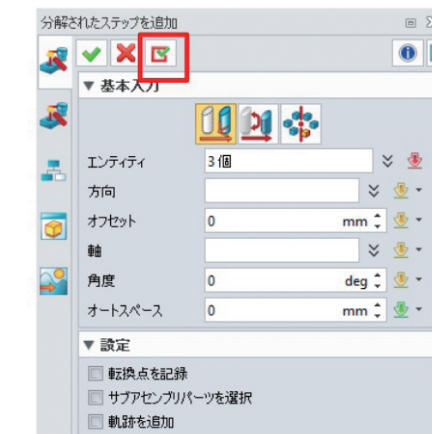 分解されたステップを追加
▼ 基本入力
エンティティ 3個
方向
オフセット 0 mm
軸
角度 0 deg
オートスペース 0 mm
▼ 設定
転換点を記録
サブアセンブリパーツを選択
軌跡を追加